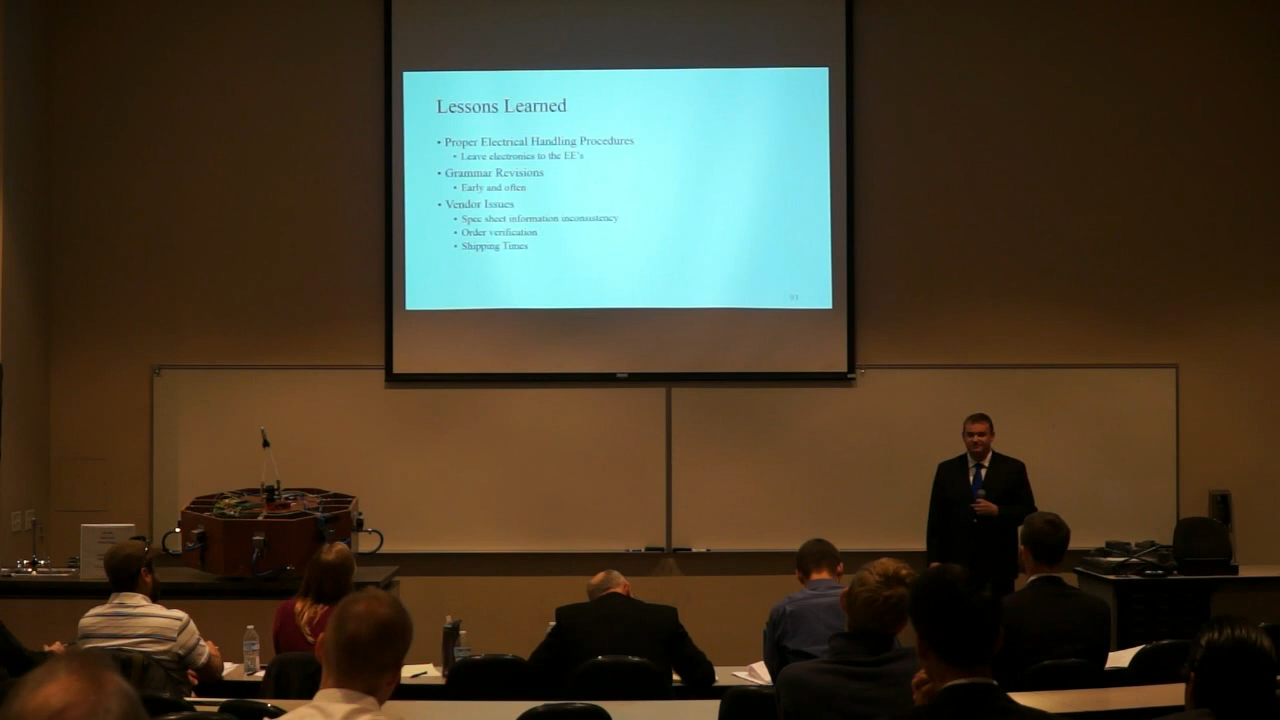 Lessons Learned
• Proper Electrical Handling Procedures
• Leave electronics to the EE's
• Grammar Revisions
• Early and often
• Vendor Issues
• Spec sheet information inconsistency
• Order verification
• Shipping Times